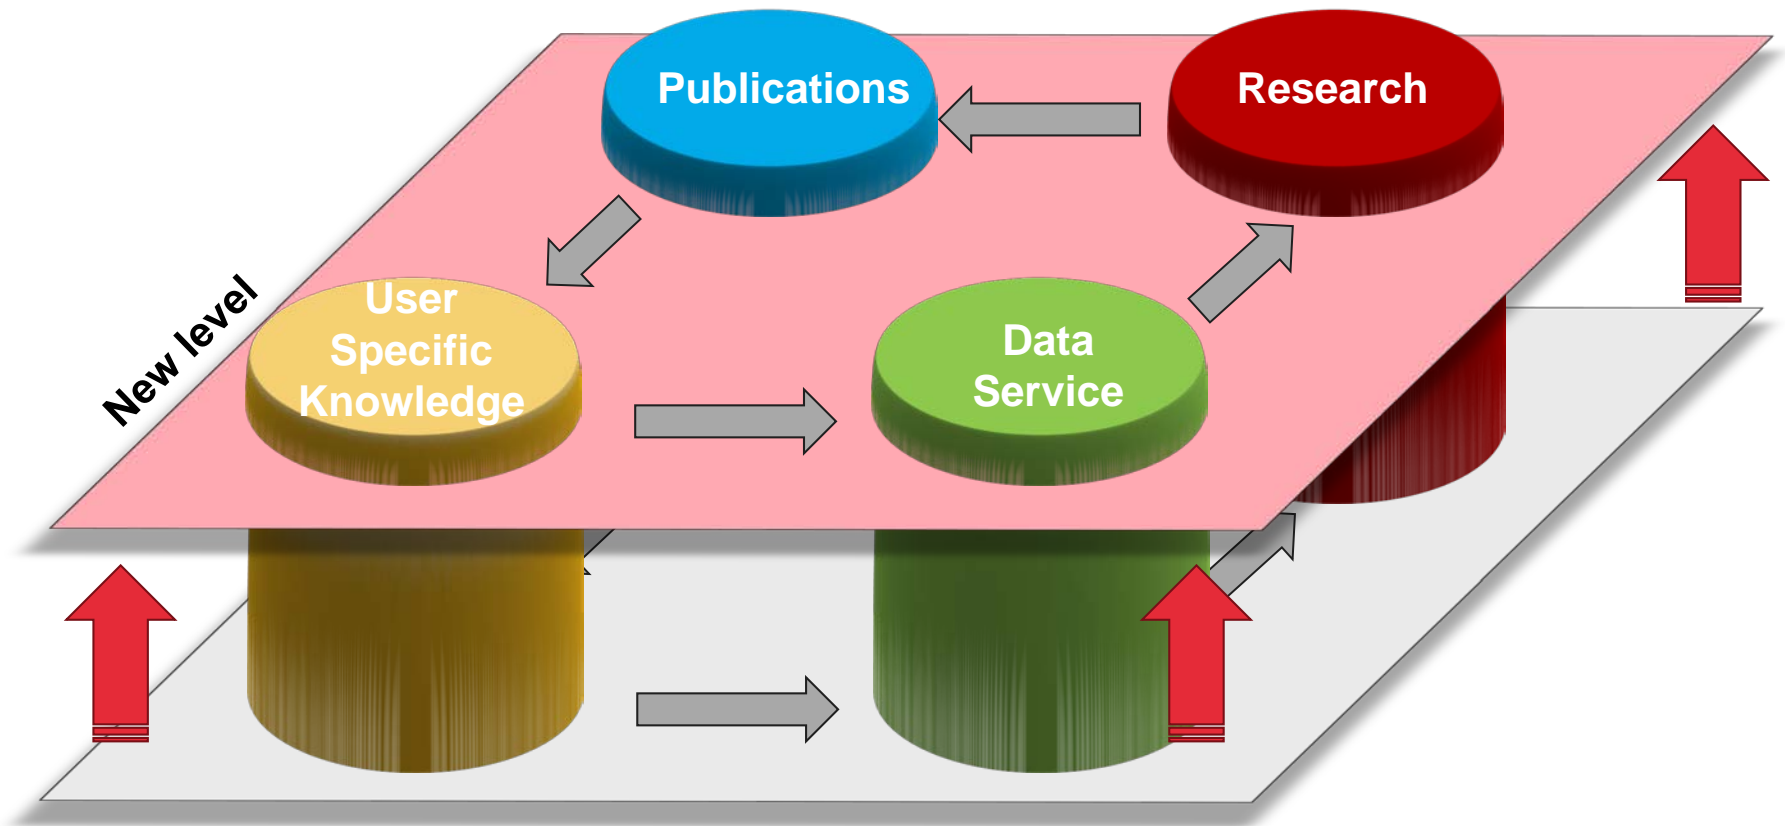 Publications
Research
New level
User
Specific
Knowledge
Data
Service